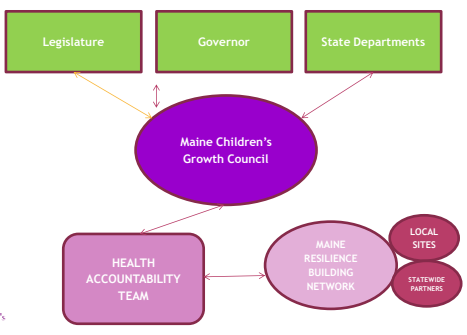 Legislature
Governor
State Departments
Maine Children's
Growth Council
HEALTH
ACCOUNTABILITY
TEAM
MAINE
RESILIENCE
BUILDING
NETWORK
LOCAL
SITES
STATEWIDE
PARTNERS
's